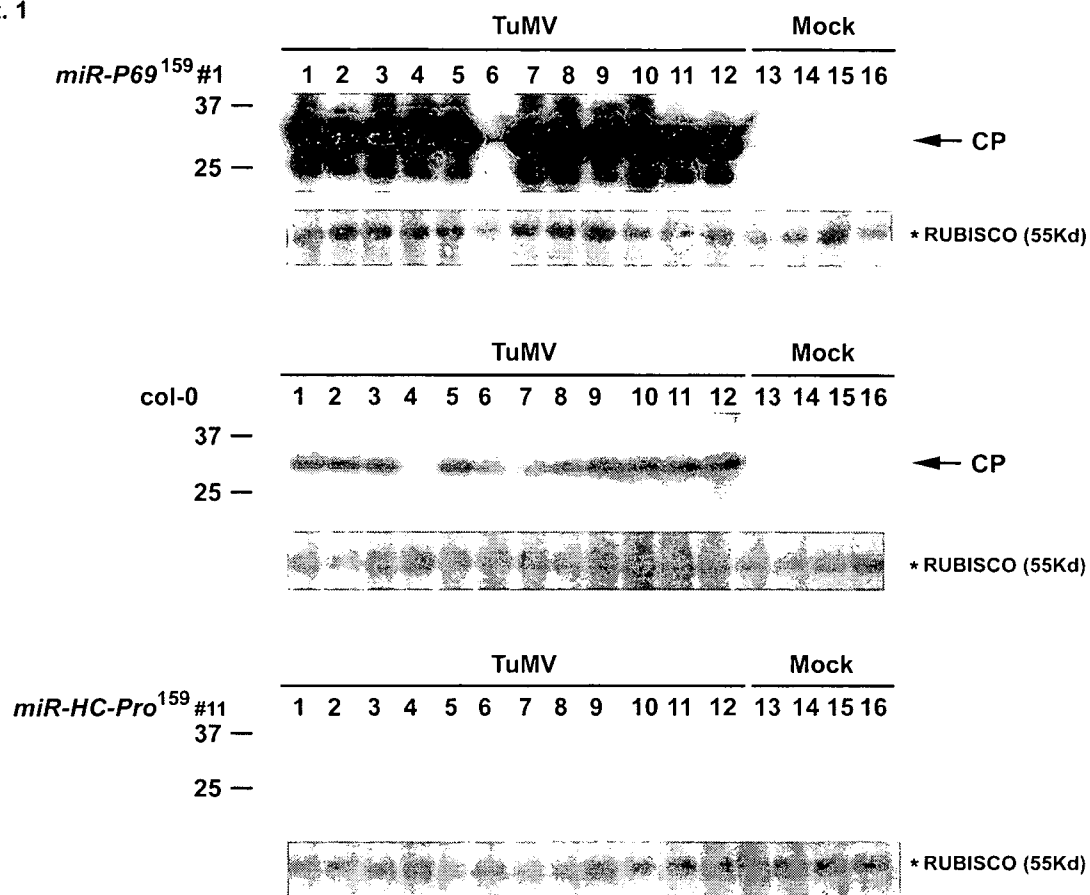 . 1
TuMV Mock
miR-P69159 #1 1 2 3 4 5 6 7 8 9 10 11 12 13 14 15 16
37 —
← CP
25 —
* RUBISCO (55Kd)
TuMV Mock
col-0 1 2 3 4 5 6 7 8 9 10 11 12 13 14 15 16
37 —
← CP
25 —
* RUBISCO (55Kd)
TuMV Mock
miR-HC-Pro159 #11 1 2 3 4 5 6 7 8 9 10 11 12 13 14 15 16
37 —
25 —
* RUBISCO (55Kd)